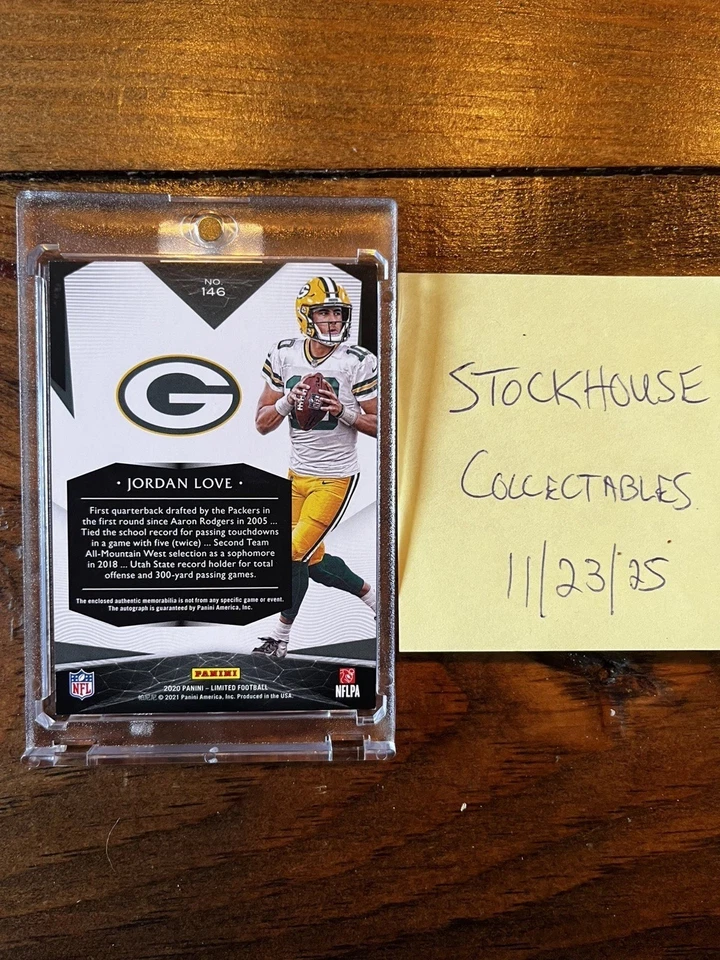 NO.
146
G
· JORDAN LOVE ·
First quarterback drafted by the Packers in
the first round since Aaron Rodgers in 2005 ...
Tied the school record for passing touchdowns
in a game with five (twice) ... Second Team
All-Mountain West selection as a sophomore
in 2018 ... Utah State record holder for total
offense and 300-yard passing games.
The enclosed authentic memorabilia is not from any specific game or event.
The autograph is guaranteed by Panini America, Inc.
NFL
PANINI
2020 PANINI – LIMITED FOOTBALL
© 2021 Panini America, Inc. Produced in the USA.
NFLPA
STOCKHOUSE
COLLECTABLES
11/23/25